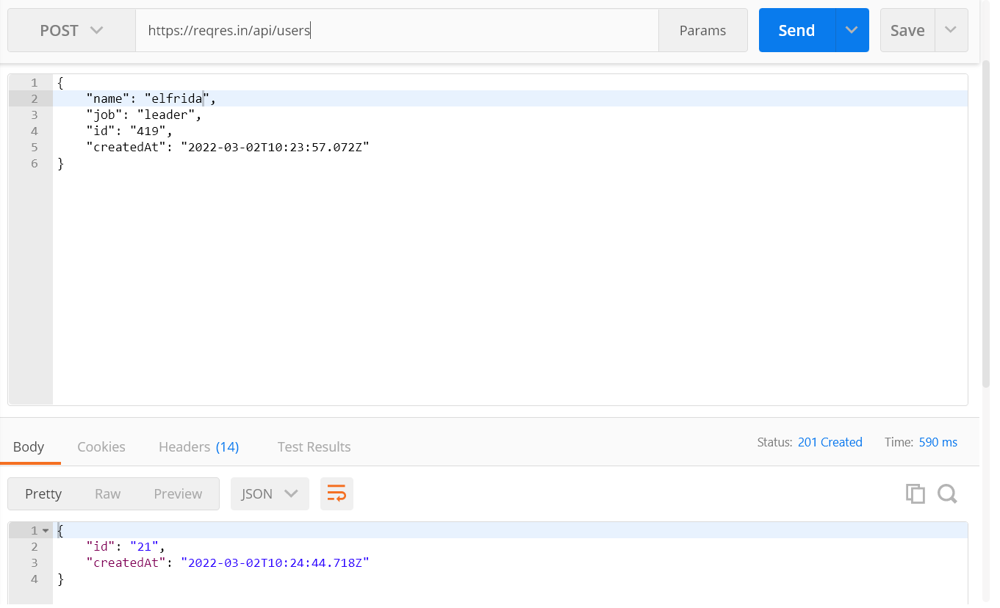 POST https://reqres.in/api/users Params Send Save
1 {
2 "name": "elfrida",
3 "job": "leader",
4 "id": "419",
5 "createdAt": "2022-03-02T10:23:57.072Z"
6 }
Body Cookies Headers (14) Test Results Status: 201 Created Time: 590 ms
Pretty Raw Preview JSON
1 {
2 "id": "21",
3 "createdAt": "2022-03-02T10:24:44.718Z"
4 }